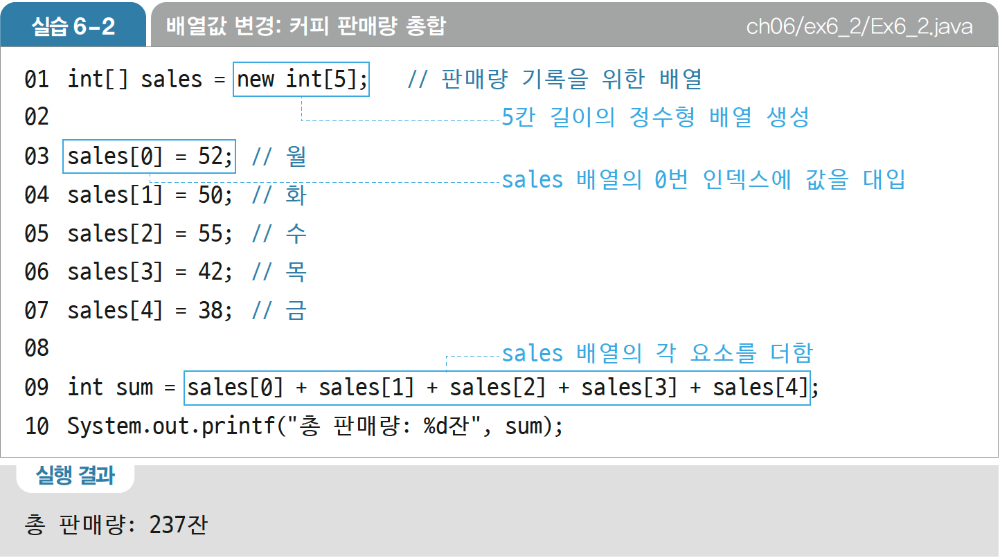 실습 6-2 배열값 변경: 커피 판매량 총합 ch06/ex6_2/Ex6_2.java
01 int[] sales = new int[5]; // 판매량 기록을 위한 배열
02 5칸 길이의 정수형 배열 생성
03 sales[0] = 52; // 월
sales 배열의 0번 인덱스에 값을 대입
04 sales[1] = 50; // 화
05 sales[2] = 55; // 수
06 sales[3] = 42; // 목
07 sales[4] = 38; // 금
08 sales 배열의 각 요소를 더함
09 int sum = sales[0] + sales[1] + sales[2] + sales[3] + sales[4];
10 System.out.printf("총 판매량: %d잔", sum);
실행 결과
총 판매량: 237잔